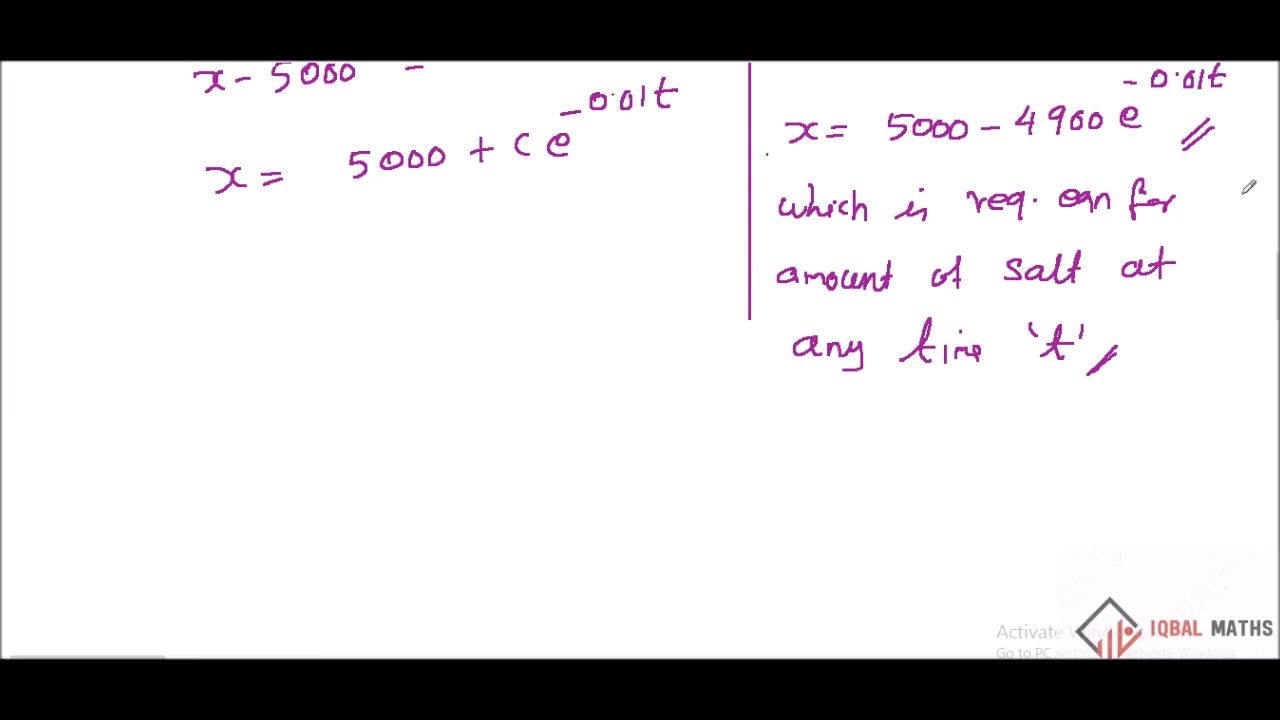 x - 5000 =
x = 5000 + C e^{-0.01t}
x = 5000 - 4900 e^{-0.01t} //
which is req. eqn for
amount of salt at
any time 't' /
Activate Windows
Go to PC settings to activate Windows
IQBAL MATHS